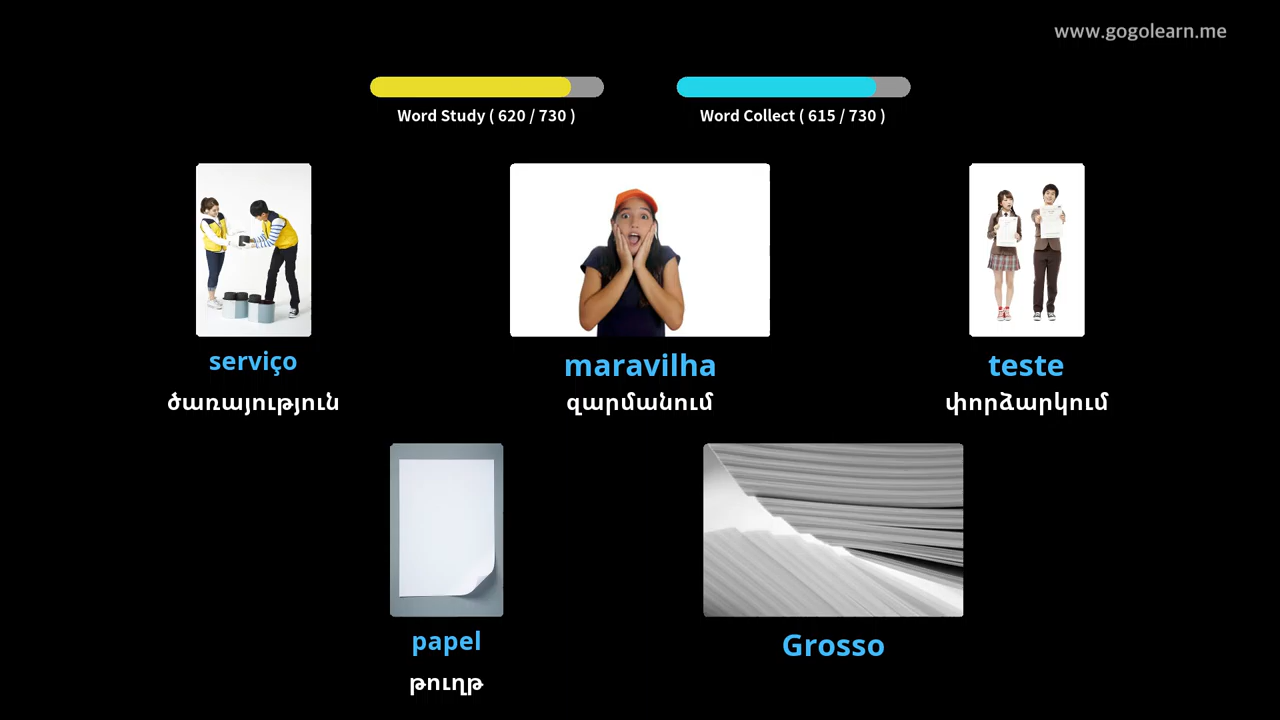 www.gogolearn.me
Word Study ( 620 / 730 )
Word Collect ( 615 / 730 )
serviço
ծառայություն
maravilha
զարմանում
teste
փորձարկում
papel
թուղթ
Grosso